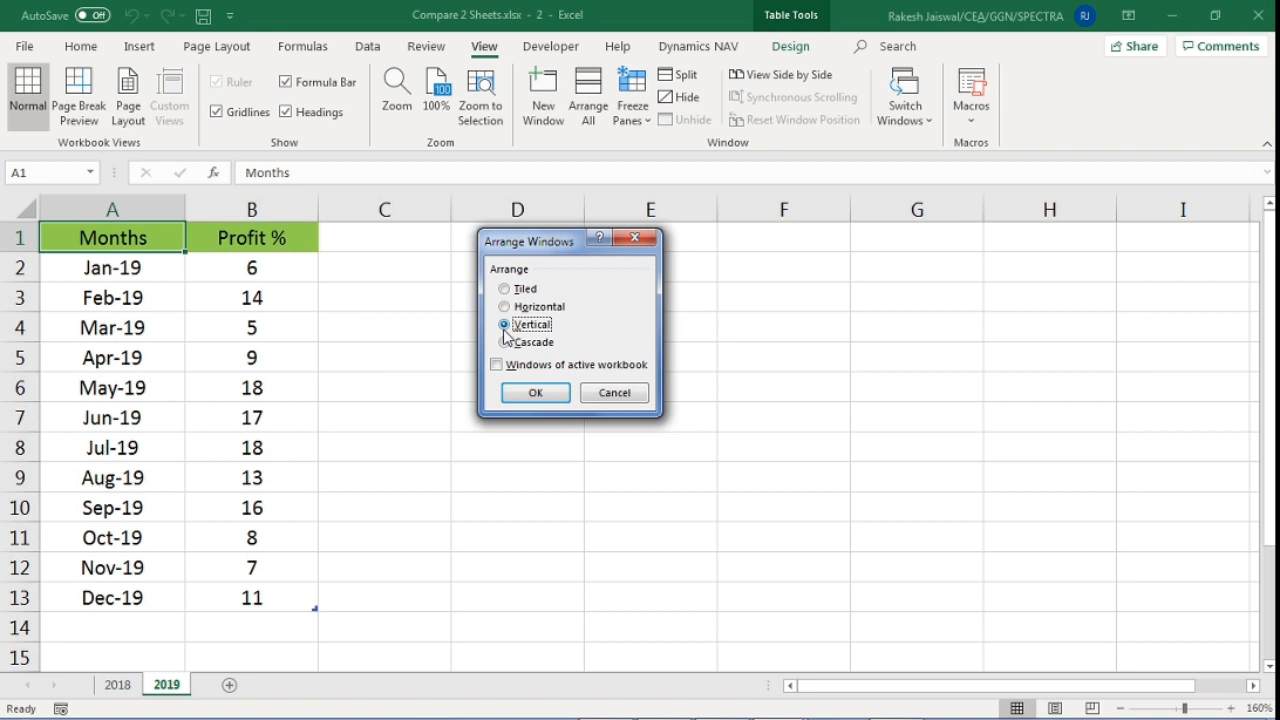 AutoSave Off Compare 2 Sheets.xlsx - 2 - Excel Table Tools Rakesh Jaiswal/CEA/GGN/SPECTRA RJ
File Home Insert Page Layout Formulas Data Review View Developer Help Dynamics NAV Design Search Share Comments
Normal
Page Break Preview
Page Layout
Custom Views
Workbook Views
Ruler
Formula Bar
Gridlines
Headings
Show
Zoom
100
100%
Zoom to Selection
Zoom
New Window
Arrange All
Freeze Panes
Split
Hide
Unhide
View Side by Side
Synchronous Scrolling
Reset Window Position
Switch Windows
Window
Macros
Macros
A1 fx Months
A B C D E F G H I
1 Months Profit %
2 Jan-19 6
3 Feb-19 14
4 Mar-19 5
5 Apr-19 9
6 May-19 18
7 Jun-19 17
8 Jul-19 18
9 Aug-19 13
10 Sep-19 16
11 Oct-19 8
12 Nov-19 7
13 Dec-19 11
14
15
Arrange Windows ?
Arrange
Tiled
Horizontal
Vertical
Cascade
Windows of active workbook
OK Cancel
2018 2019
Ready 160%